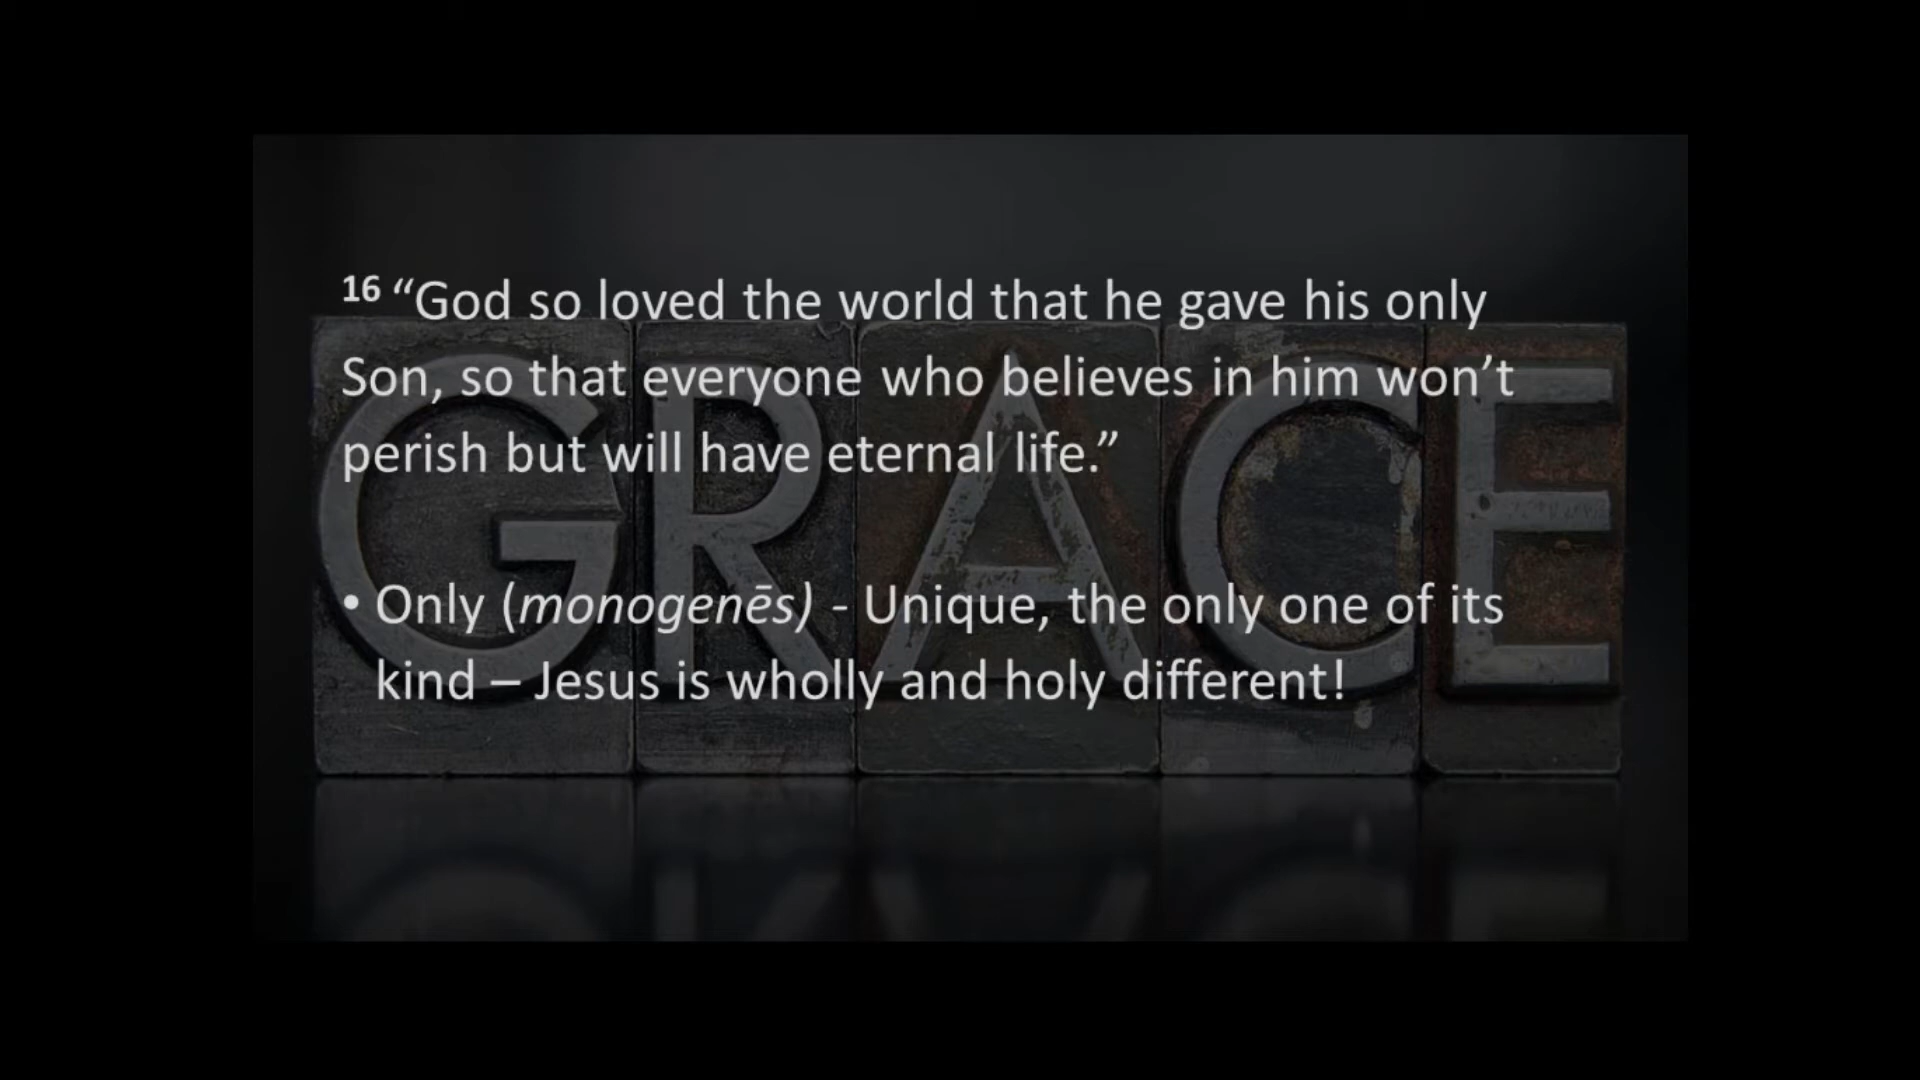 16 “God so loved the world that he gave his only
Son, so that everyone who believes in him won’t
perish but will have eternal life.”
GRACE
• Only (monogenēs) - Unique, the only one of its
kind – Jesus is wholly and holy different!